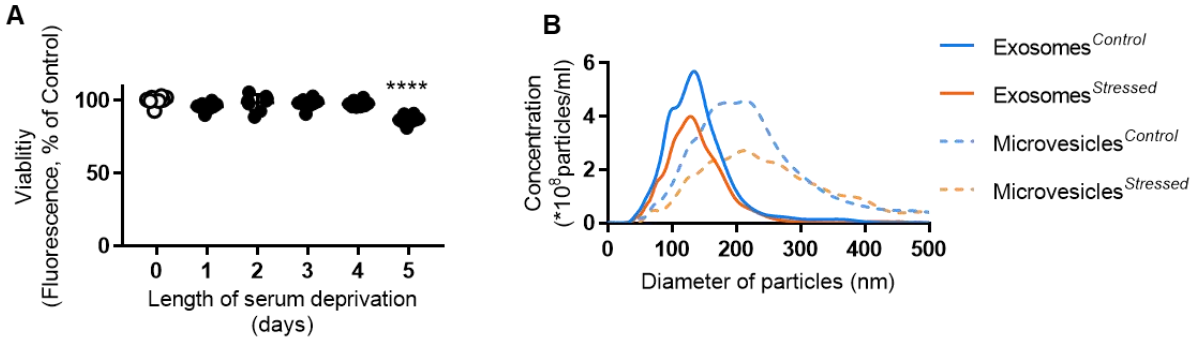 A
Viablitiy
(Fluorescence, % of Control)
100
50
0
****
0 1 2 3 4 5
Length of serum deprivation
(days)
B
Concentration
(*10⁸particles/ml)
6
4
2
0
0 100 200 300 400 500
Diameter of particles (nm)
Exosomes^Control
Exosomes^Stressed
Microvesicles^Control
Microvesicles^Stressed